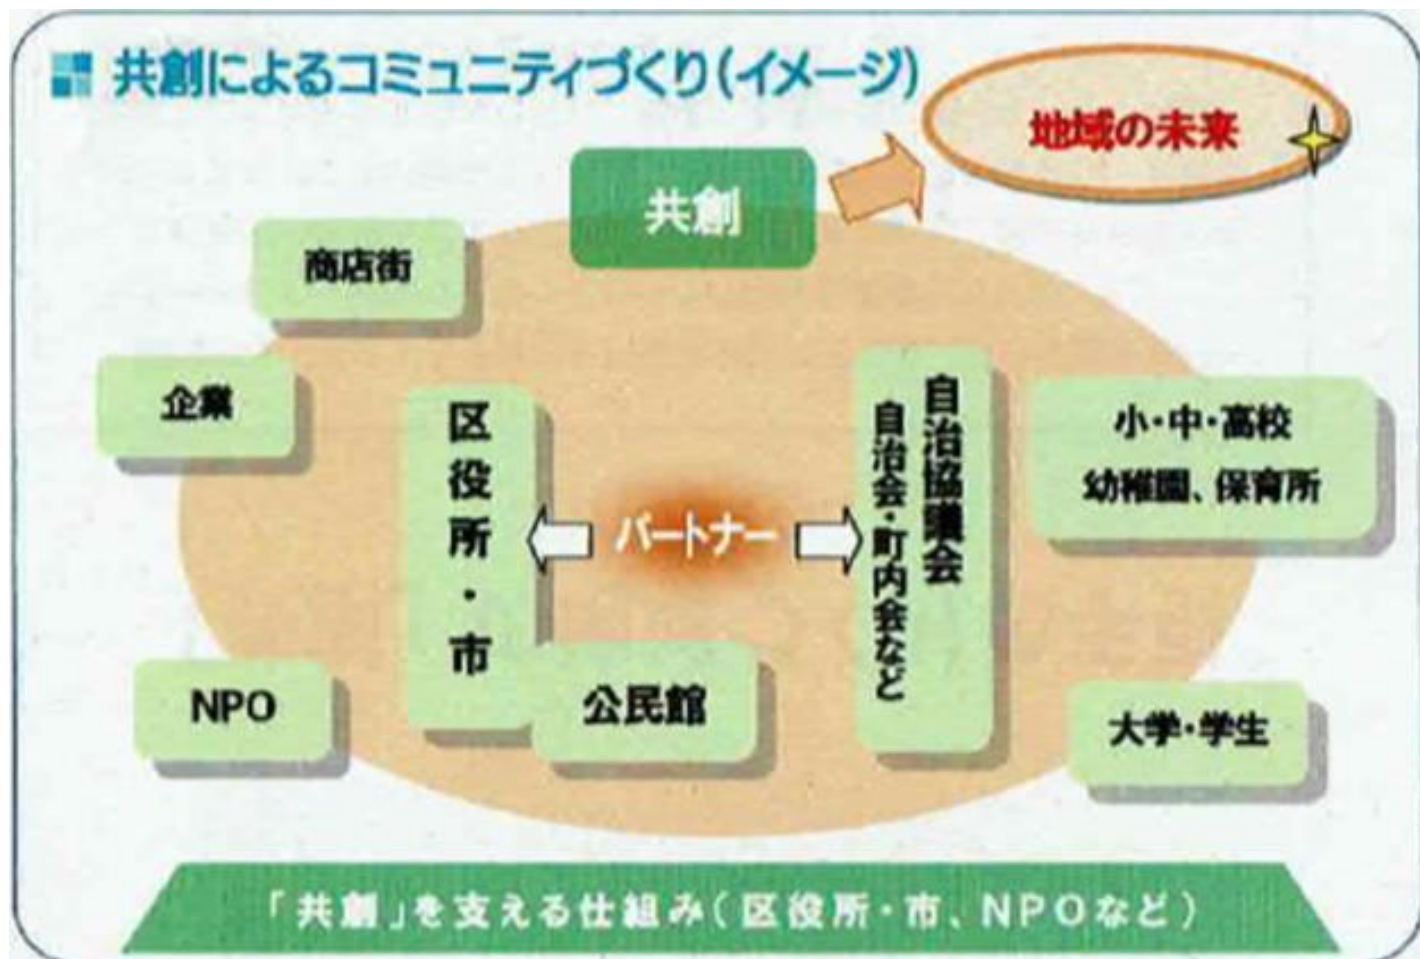 共創によるコミュニティづくり(イメージ)
地域の未来
共創
商店街
企業
区役所・市
パートナー
自治協議会
自治会・町内会など
小・中・高校
幼稚園、保育所
NPO
公民館
大学・学生
「共創」を支える仕組み(区役所・市、NPOなど)